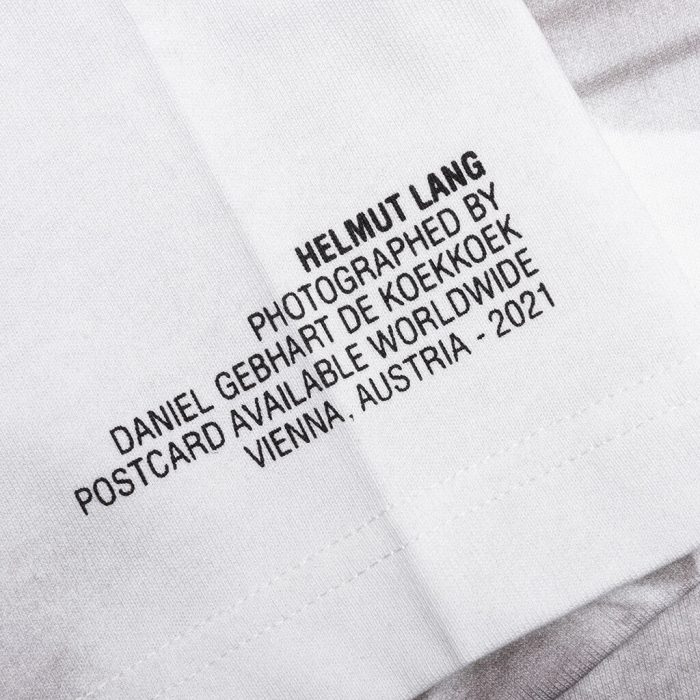 HELMUT LANG
PHOTOGRAPHED BY
DANIEL GEBHART DE KOEKKOEK
POSTCARD AVAILABLE WORLDWIDE
VIENNA, AUSTRIA - 2021